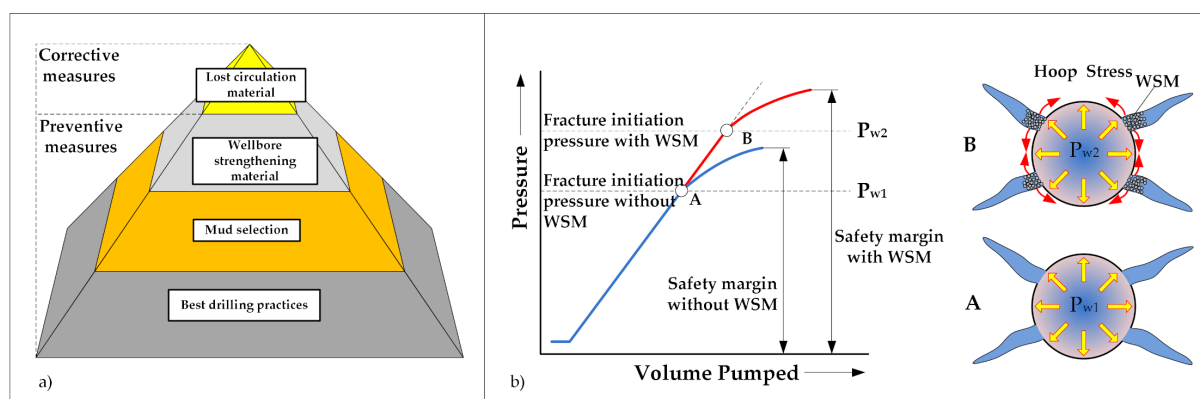 Corrective
measures
Lost circulation
material
Preventive
measures
Wellbore
strengthening
material
Mud selection
Best drilling practices
a)
Pressure
Fracture initiation
pressure with WSM
B
Fracture initiation
pressure without
WSM
A
Pw2
Pw1
Safety margin
with WSM
Safety margin
without WSM
Volume Pumped
b)
Hoop Stress
WSM
B
Pw2
A
Pw1